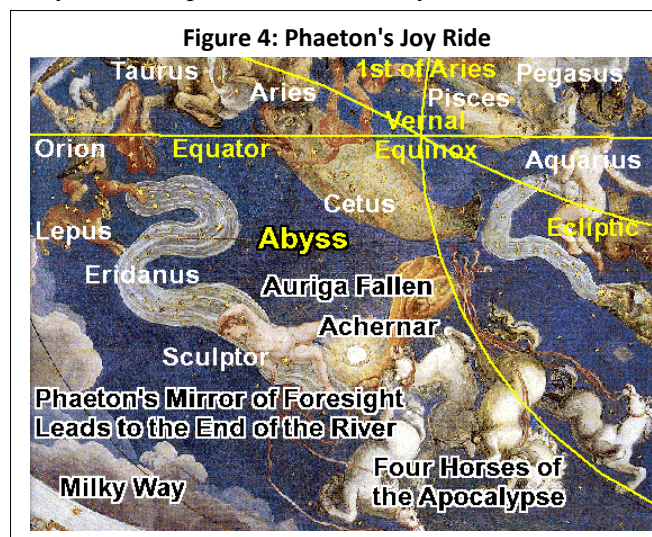 Figure 4: Phaeton's Joy Ride
Taurus
1st of Aries
Pegasus
Aries
Pisces
Vernal
Orion
Equator
Equinox
Aquarius
Cetus
Lepus
Abyss
Ecliptic
Eridanus
Auriga Fallen
Achernar
Sculptor
Phaeton's Mirror of Foresight
Leads to the End of the River
Four Horses of
the Apocalypse
Milky Way